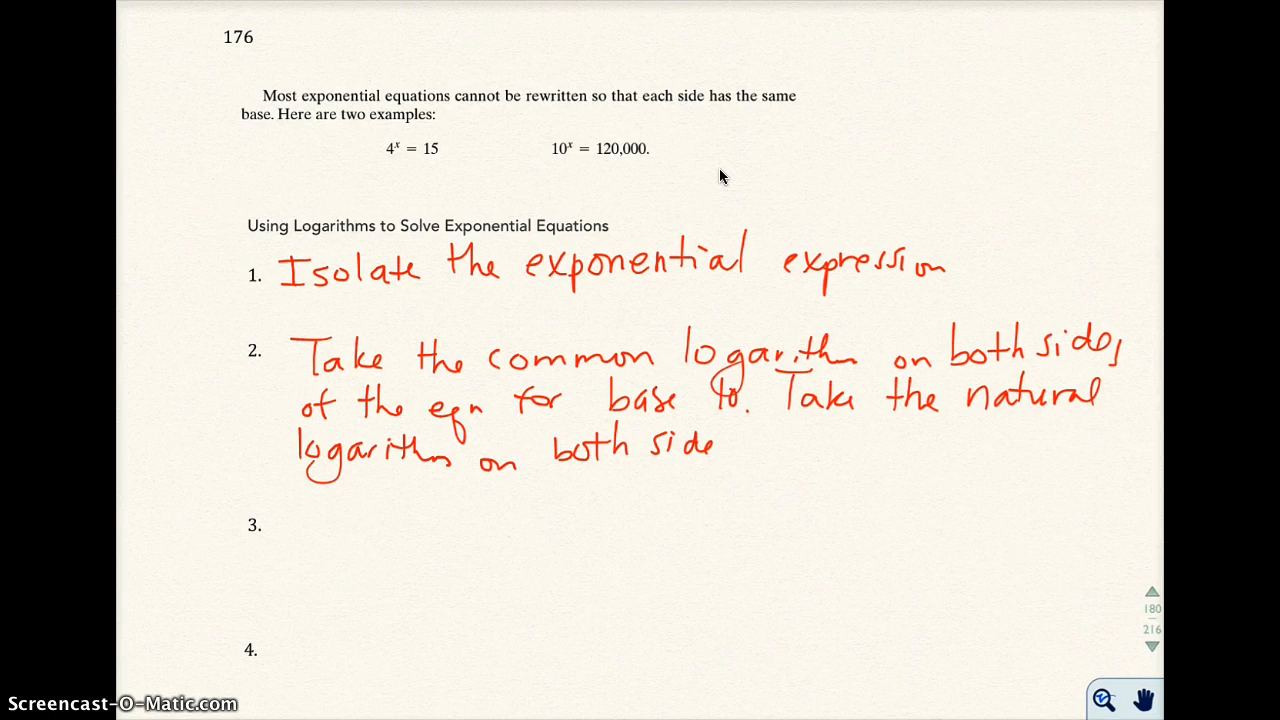 176
Most exponential equations cannot be rewritten so that each side has the same
base. Here are two examples:
4ˣ = 15 10ˣ = 120,000.
Using Logarithms to Solve Exponential Equations
1. Isolate the exponential expression
2. Take the common logarithm on both sides
of the eqn for base 10. Take the natural
logarithm on both side
3.
4.
180
216
Screencast-O-Matic.com